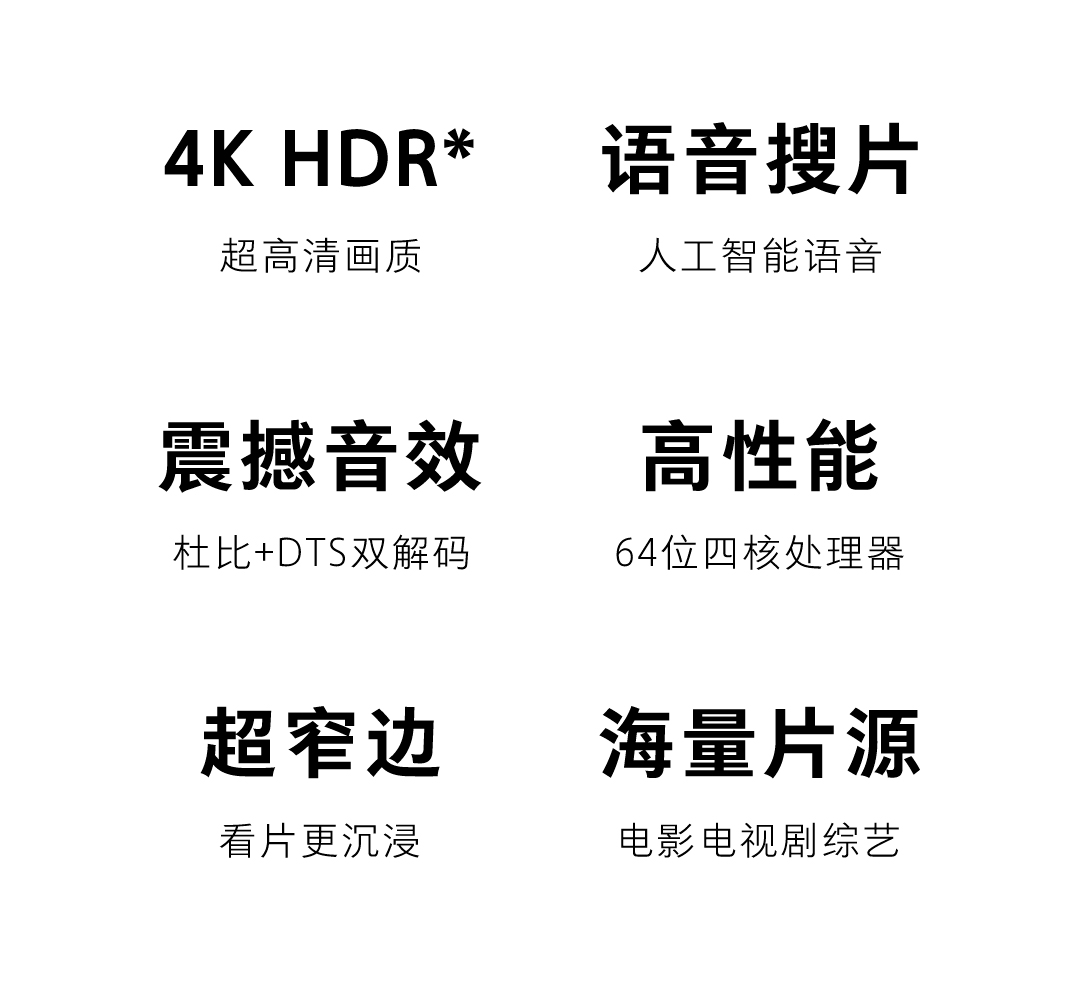 4K HDR*
超高清画质
语音搜片
人工智能语音
震撼音效
杜比+DTS双解码
高性能
64位四核处理器
超窄边
看片更沉浸
海量片源
电影电视剧综艺